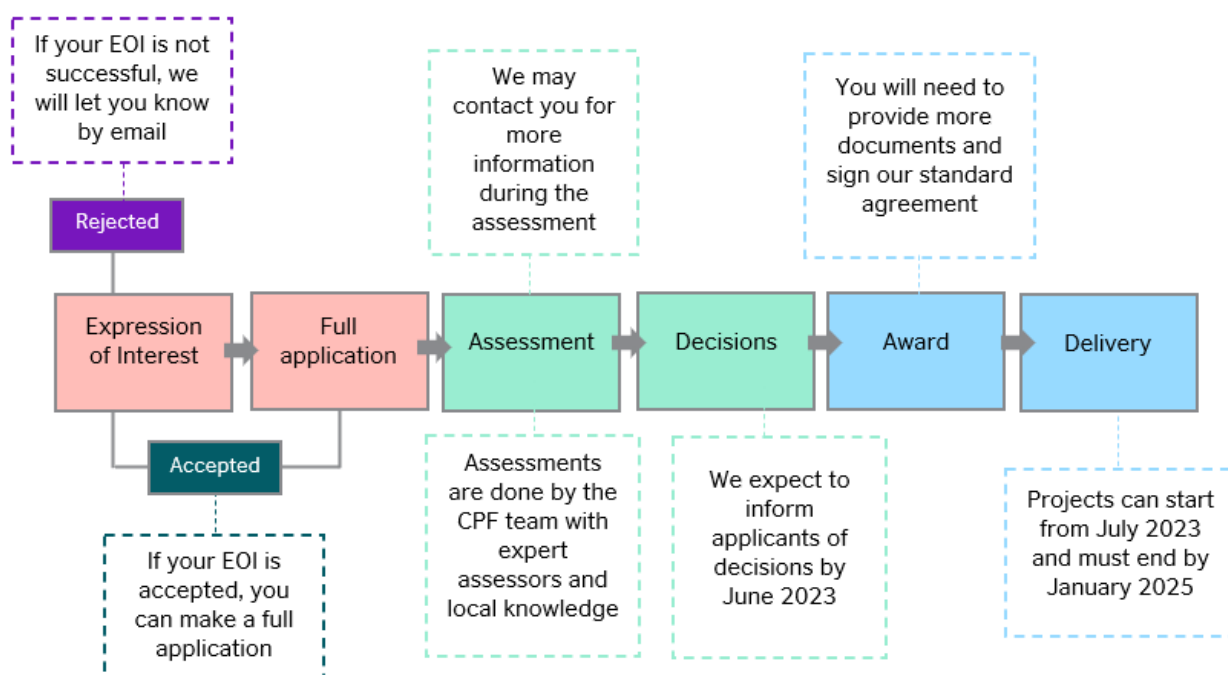 If your EOI is not
successful, we
will let you know
by email
We may
contact you for
more
information
during the
assessment
You will need to
provide more
documents and
sign our standard
agreement
Rejected
Expression
of Interest
Full
application
Assessment
Decisions
Award
Delivery
Accepted
If your EOI is
accepted, you
can make a full
application
Assessments
are done by the
CPF team with
expert
assessors and
local knowledge
We expect to
inform
applicants of
decisions by
June 2023
Projects can start
from July 2023
and must end by
January 2025